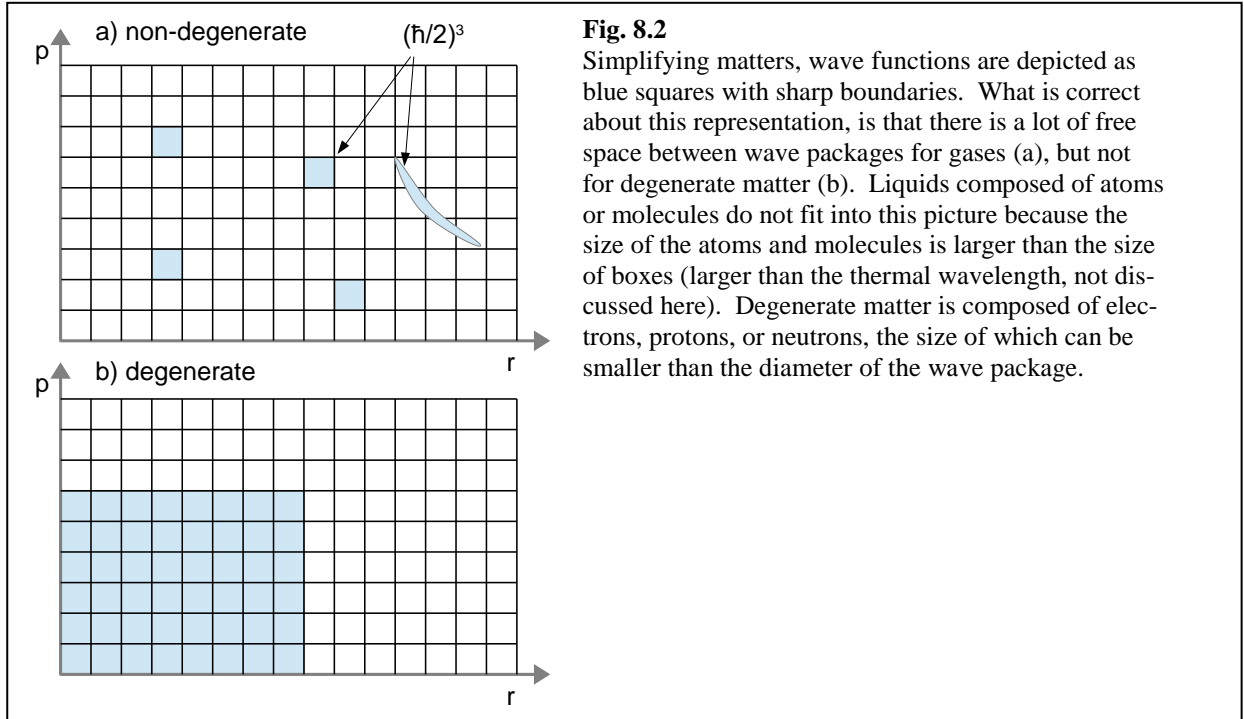 a) non-degenerate
(ħ/2)³
p
r
b) degenerate
p
r
Fig. 8.2
Simplifying matters, wave functions are depicted as
blue squares with sharp boundaries. What is correct
about this representation, is that there is a lot of free
space between wave packages for gases (a), but not
for degenerate matter (b). Liquids composed of atoms
or molecules do not fit into this picture because the
size of the atoms and molecules is larger than the size
of boxes (larger than the thermal wavelength, not dis-
cussed here). Degenerate matter is composed of elec-
trons, protons, or neutrons, the size of which can be
smaller than the diameter of the wave package.